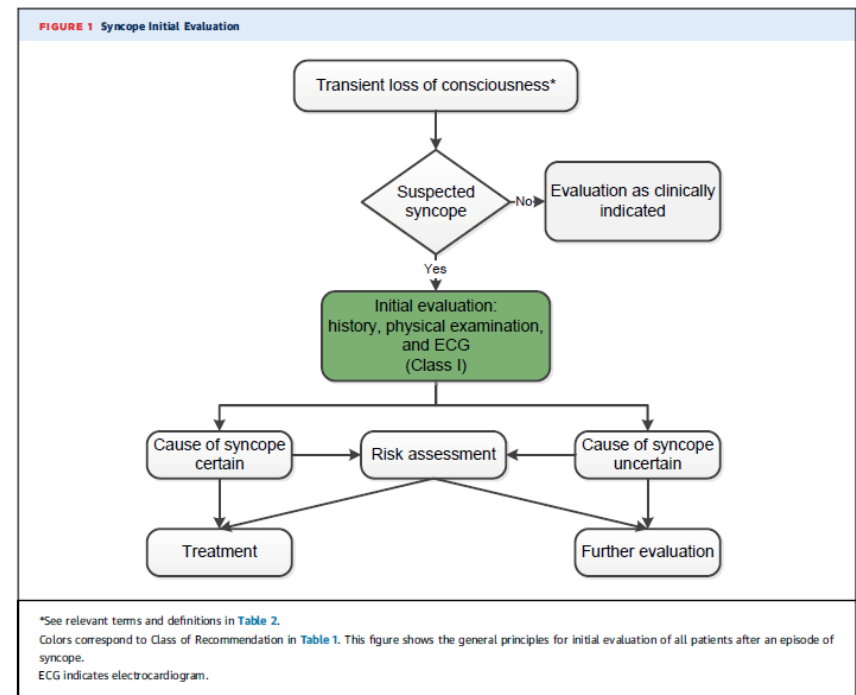 FIGURE 1 Syncope Initial Evaluation
Transient loss of consciousness*
Suspected
syncope
No
Evaluation as clinically
indicated
Yes
Initial evaluation:
history, physical examination,
and ECG
(Class I)
Cause of syncope
certain
Risk assessment
Cause of syncope
uncertain
Treatment
Further evaluation
*See relevant terms and definitions in Table 2.
Colors correspond to Class of Recommendation in Table 1. This figure shows the general principles for initial evaluation of all patients after an episode of
syncope.
ECG indicates electrocardiogram.